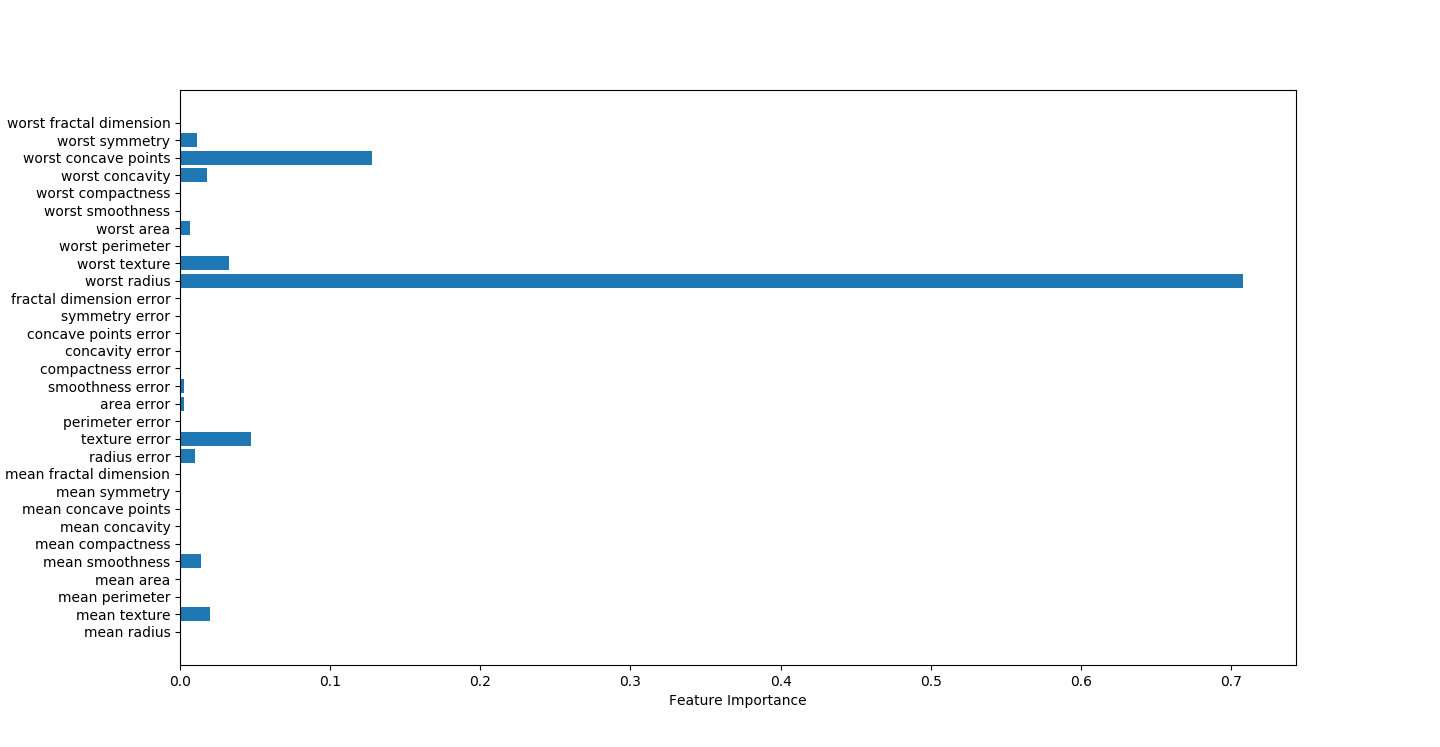 worst fractal dimension
worst symmetry
worst concave points
worst concavity
worst compactness
worst smoothness
worst area
worst perimeter
worst texture
worst radius
fractal dimension error
symmetry error
concave points error
concavity error
compactness error
smoothness error
area error
perimeter error
texture error
radius error
mean fractal dimension
mean symmetry
mean concave points
mean concavity
mean compactness
mean smoothness
mean area
mean perimeter
mean texture
mean radius
0.0 0.1 0.2 0.3 0.4 0.5 0.6 0.7
Feature Importance